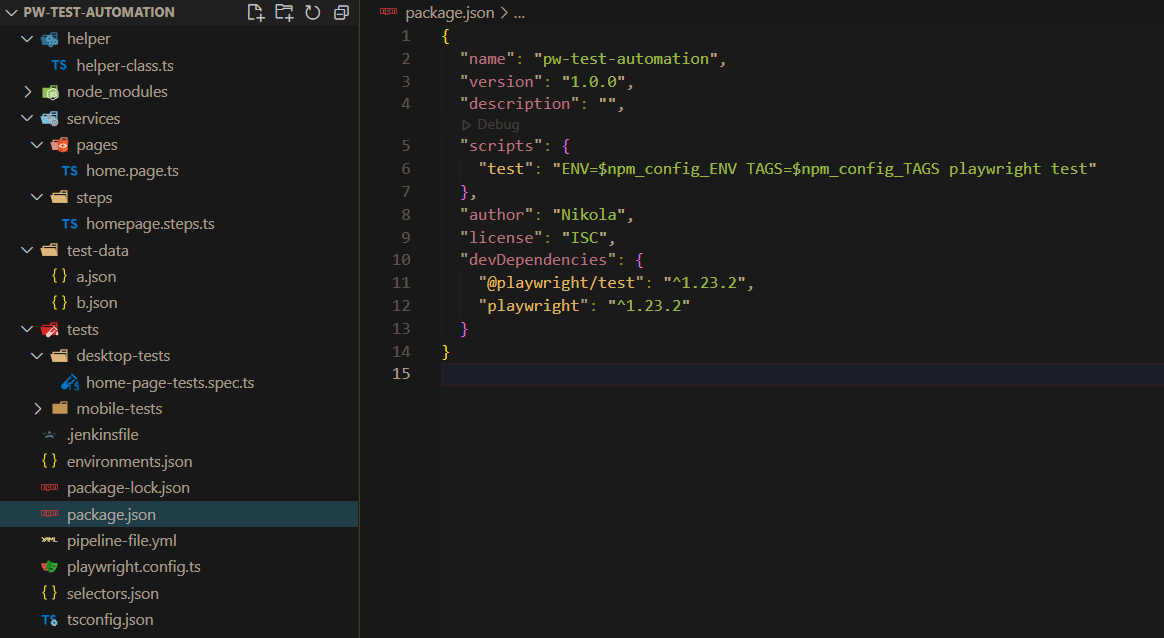 PW-TEST-AUTOMATION
helper
TS helper-class.ts
node_modules
services
pages
TS home.page.ts
steps
TS homepage.steps.ts
test-data
{ } a.json
{ } b.json
tests
desktop-tests
home-page-tests.spec.ts
mobile-tests
.jenkinsfile
{ } environments.json
package-lock.json
package.json
pipeline-file.yml
playwright.config.ts
{ } selectors.json
TS tsconfig.json
package.json > ...
1 {
2 "name": "pw-test-automation",
3 "version": "1.0.0",
4 "description": "",
Debug
5 "scripts": {
6 "test": "ENV=$npm_config_ENV TAGS=$npm_config_TAGS playwright test"
7 },
8 "author": "Nikola",
9 "license": "ISC",
10 "devDependencies": {
11 "@playwright/test": "^1.23.2",
12 "playwright": "^1.23.2"
13 }
14 }
15